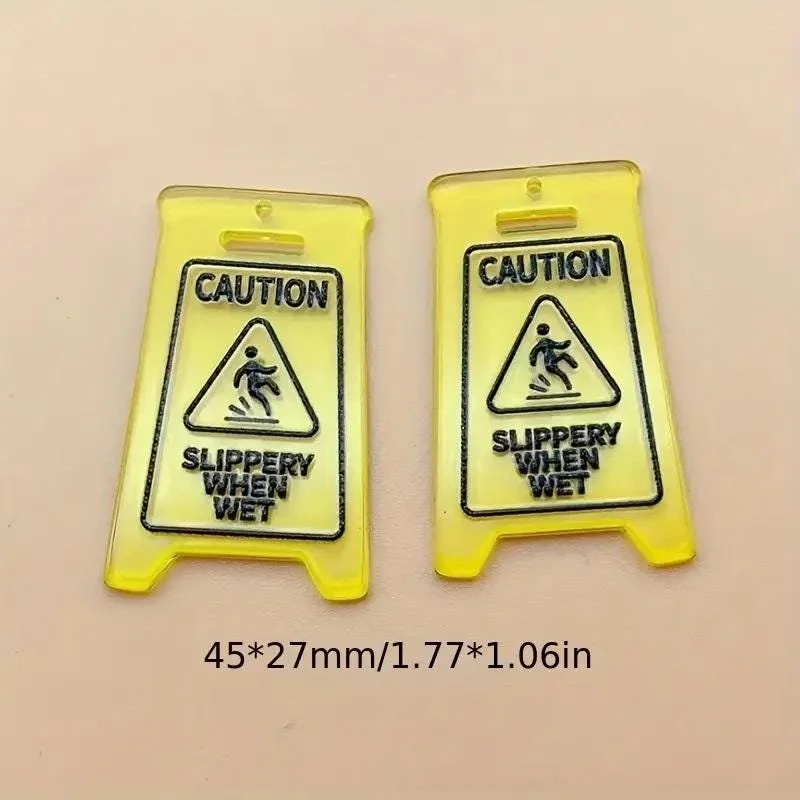 CAUTION
SLIPPERY
WHEN
WET
CAUTION
SLIPPERY
WHEN
WET
45*27mm/1.77*1.06in